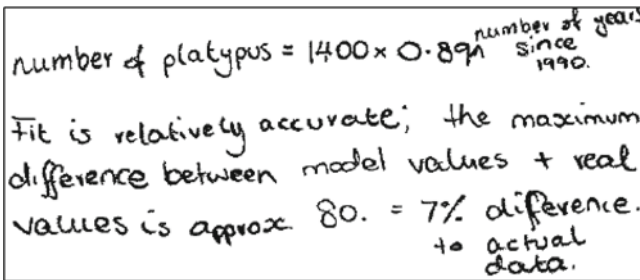 number of platypus = 1400 × 0.89^ number of years since 1990.
Fit is relatively accurate; the maximum
difference between model values + real
values is approx. 80. = 7% difference.
to actual
data.